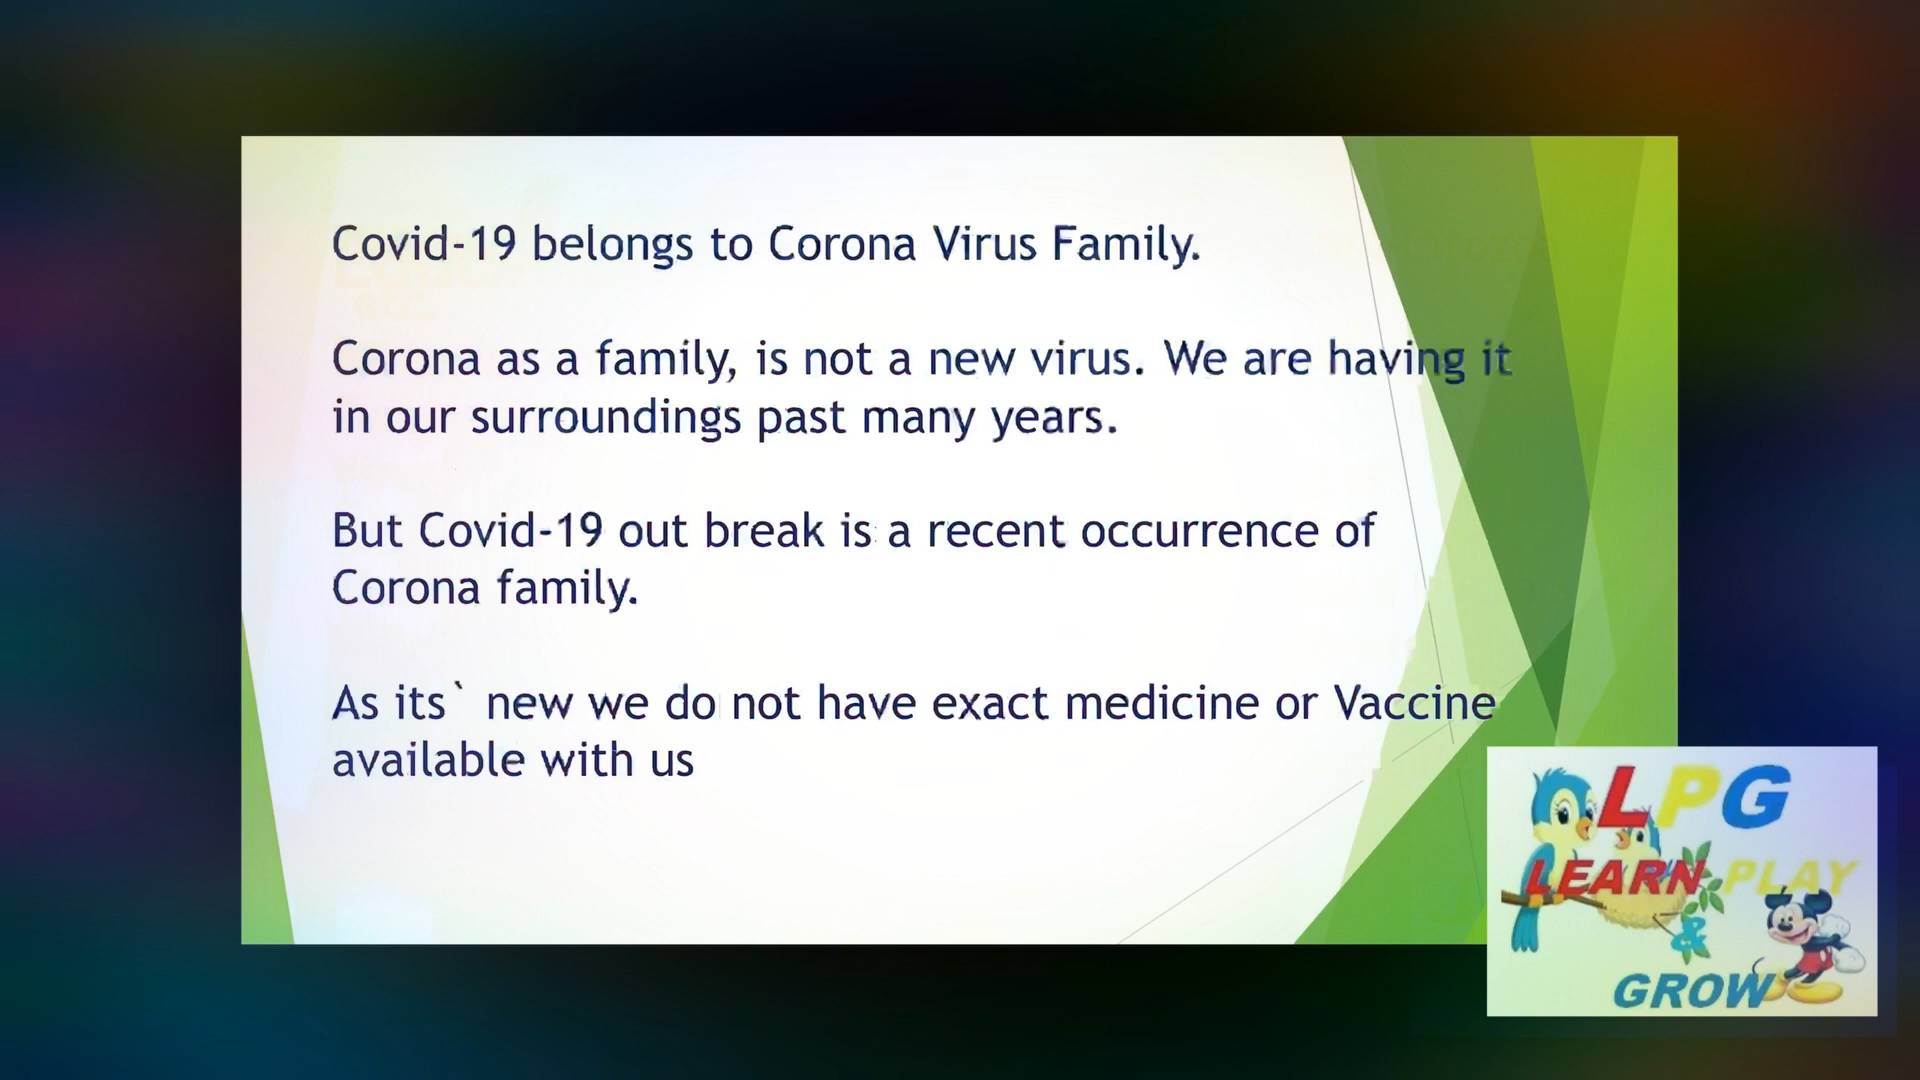 Covid-19 belongs to Corona Virus Family.
Corona as a family, is not a new virus. We are having it
in our surroundings past many years.
But Covid-19 out break is a recent occurrence of
Corona family.
As its` new we do not have exact medicine or Vaccine
available with us
LPG
LEARN PLAY
&
GROW